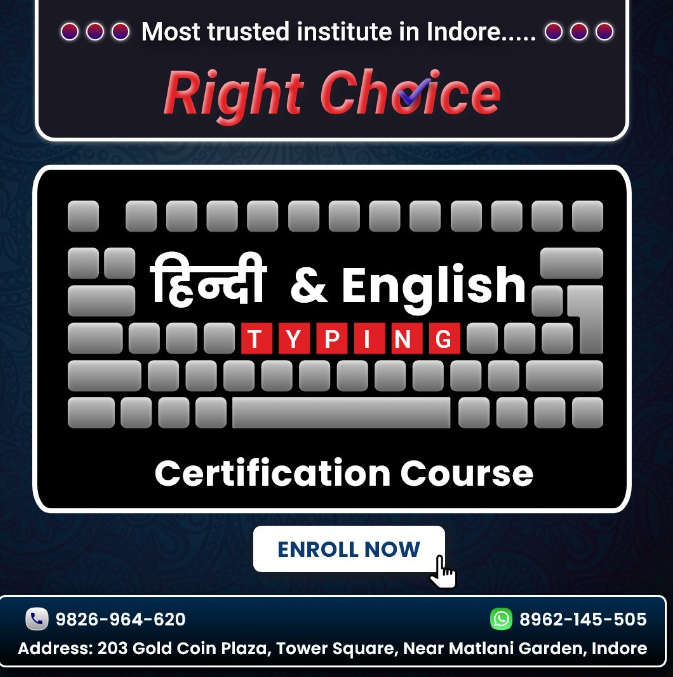 Most trusted institute in Indore.....
Right Choice
हिन्दी & English
TYPING
Certification Course
ENROLL NOW
9826-964-620
8962-145-505
Address: 203 Gold Coin Plaza, Tower Square, Near Matlani Garden, Indore